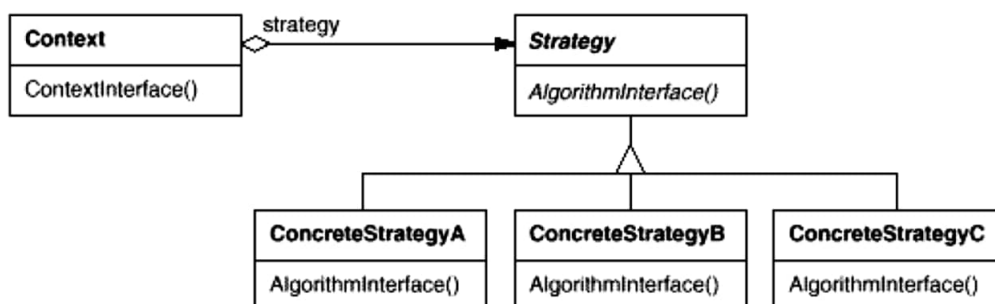 Context
ContextInterface()
strategy
Strategy
AlgorithmInterface()
ConcreteStrategyA
AlgorithmInterface()
ConcreteStrategyB
AlgorithmInterface()
ConcreteStrategyC
AlgorithmInterface()